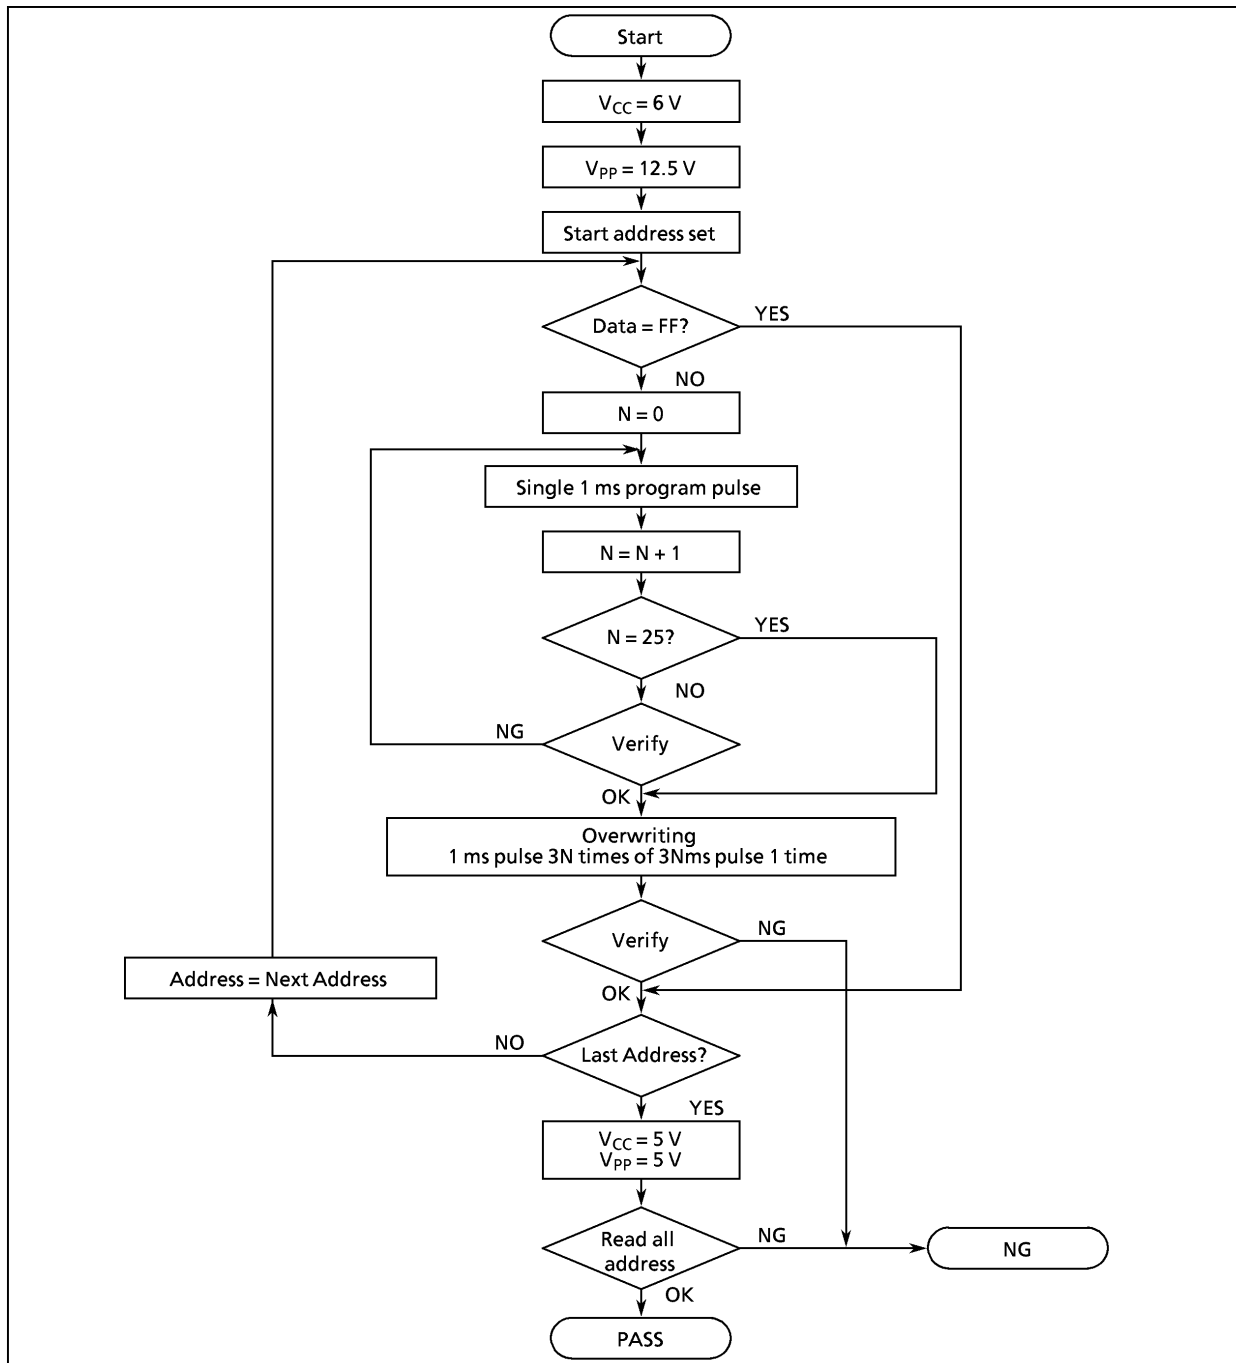 Start
VCC = 6 V
VPP = 12.5 V
Start address set
Data = FF?
YES
NO
N = 0
Single 1 ms program pulse
N = N + 1
N = 25?
YES
NO
NG
Verify
OK
Overwriting
1 ms pulse 3N times of 3Nms pulse 1 time
Verify
NG
Address = Next Address
OK
NO
Last Address?
YES
VCC = 5 V
VPP = 5 V
Read all
address
NG
NG
OK
PASS